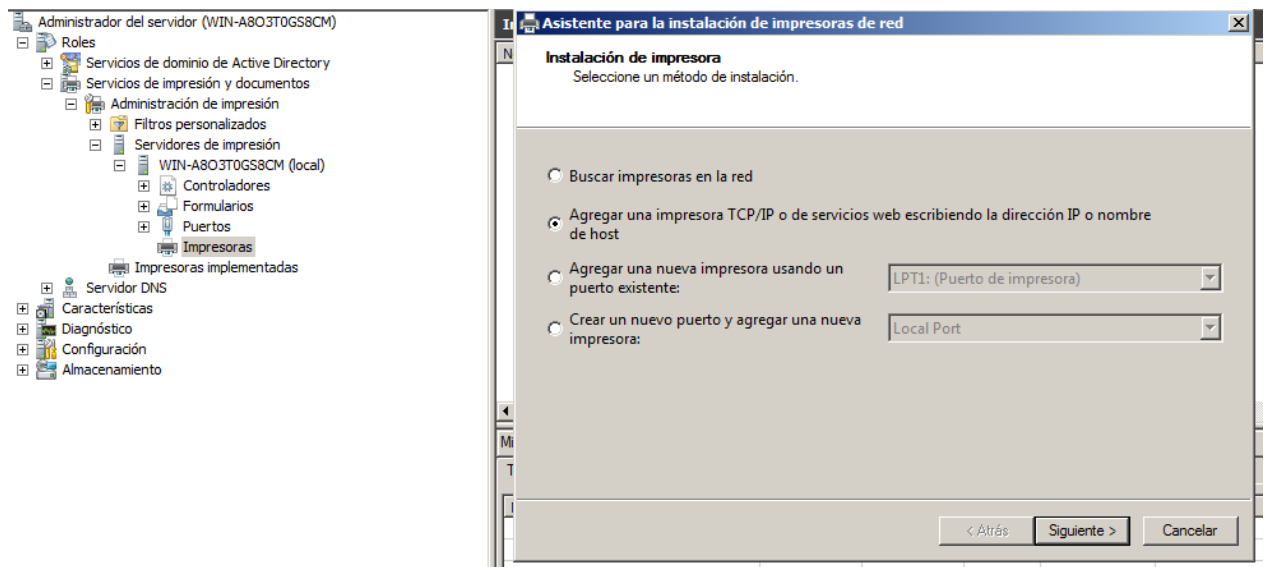 Administrador del servidor (WIN-A8O3T0GS8CM)
Roles
Servicios de dominio de Active Directory
Servicios de impresión y documentos
Administración de impresión
Filtros personalizados
Servidores de impresión
WIN-A8O3T0GS8CM (local)
Controladores
Formularios
Puertos
Impresoras
Impresoras implementadas
Servidor DNS
Características
Diagnóstico
Configuración
Almacenamiento
Asistente para la instalación de impresoras de red
Instalación de impresora
Seleccione un método de instalación.
Buscar impresoras en la red
Agregar una impresora TCP/IP o de servicios web escribiendo la dirección IP o nombre
de host
Agregar una nueva impresora usando un
puerto existente:
LPT1: (Puerto de impresora)
Crear un nuevo puerto y agregar una nueva
impresora:
Local Port
< Atrás
Siguiente >
Cancelar